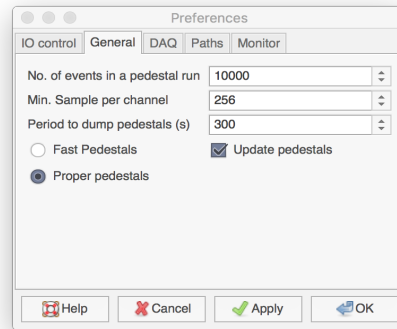 Preferences
IO control General DAQ Paths Monitor
No. of events in a pedestal run 10000
Min. Sample per channel 256
Period to dump pedestals (s) 300
Fast Pedestals Update pedestals
Proper pedestals
Help Cancel Apply OK